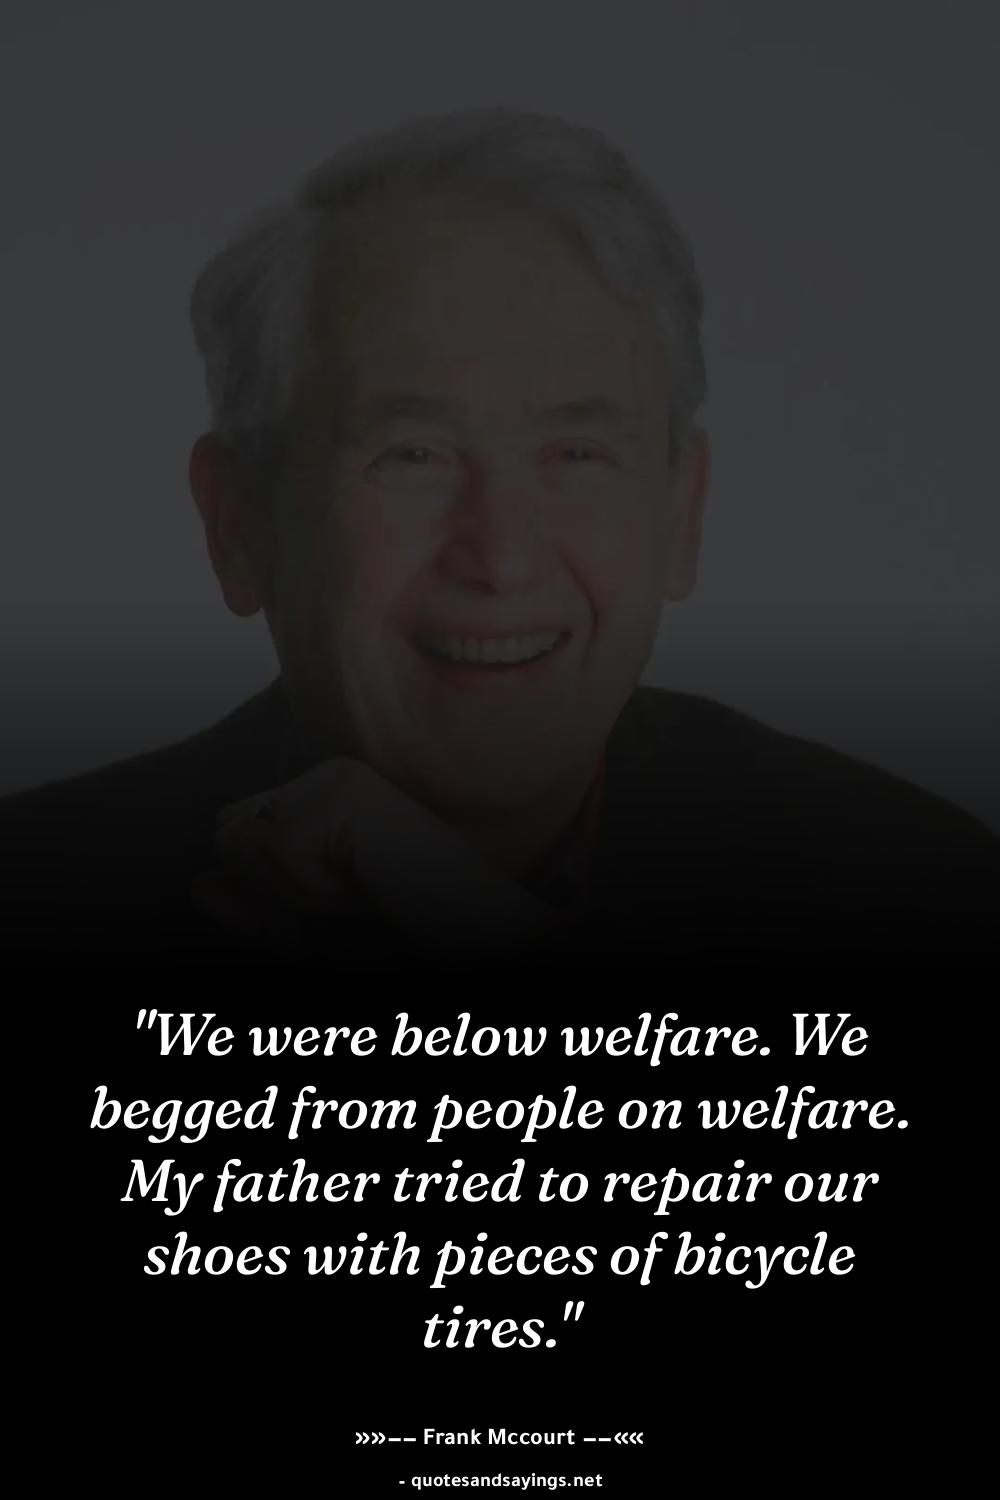 "We were below welfare. We
begged from people on welfare.
My father tried to repair our
shoes with pieces of bicycle
tires."
»»−− Frank Mccourt −−««
- quotesandsayings.net